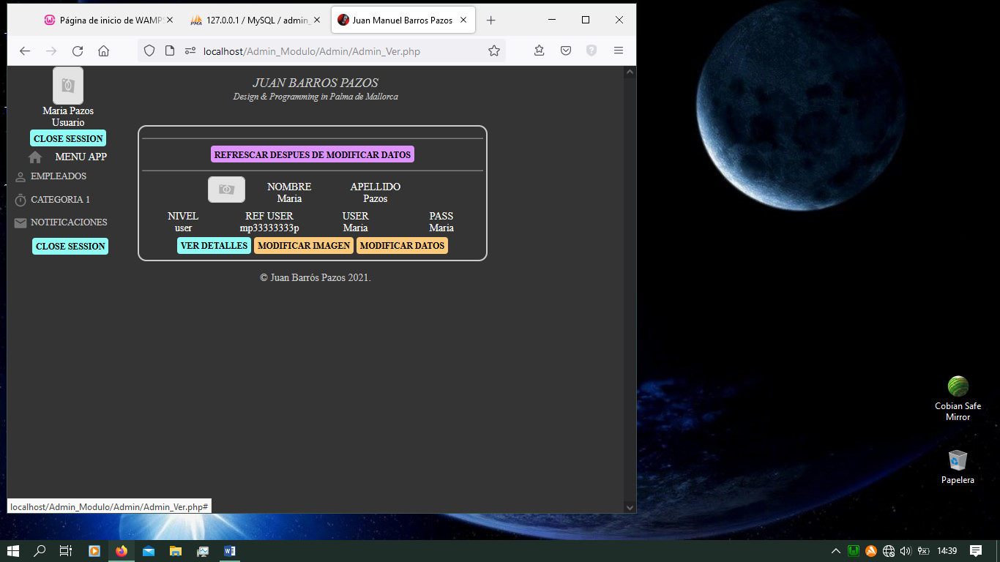 Página de inicio de WAMPS
127.0.0.1 / MySQL / admin_
Juan Manuel Barros Pazos
localhost/Admin_Modulo/Admin/Admin_Ver.php
Maria Pazos
Usuario
CLOSE SESSION
MENU APP
EMPLEADOS
CATEGORIA 1
NOTIFICACIONES
CLOSE SESSION
JUAN BARROS PAZOS
Design & Programming in Palma de Mallorca
REFRESCAR DESPUES DE MODIFICAR DATOS
NOMBRE APELLIDO
Maria Pazos
NIVEL REF USER USER PASS
user mp33333333p Maria Maria
VER DETALLES MODIFICAR IMAGEN MODIFICAR DATOS
© Juan Barrós Pazos 2021.
localhost/Admin_Modulo/Admin/Admin_Ver.php#
Cobian Safe
Mirror
Papelera
14:39